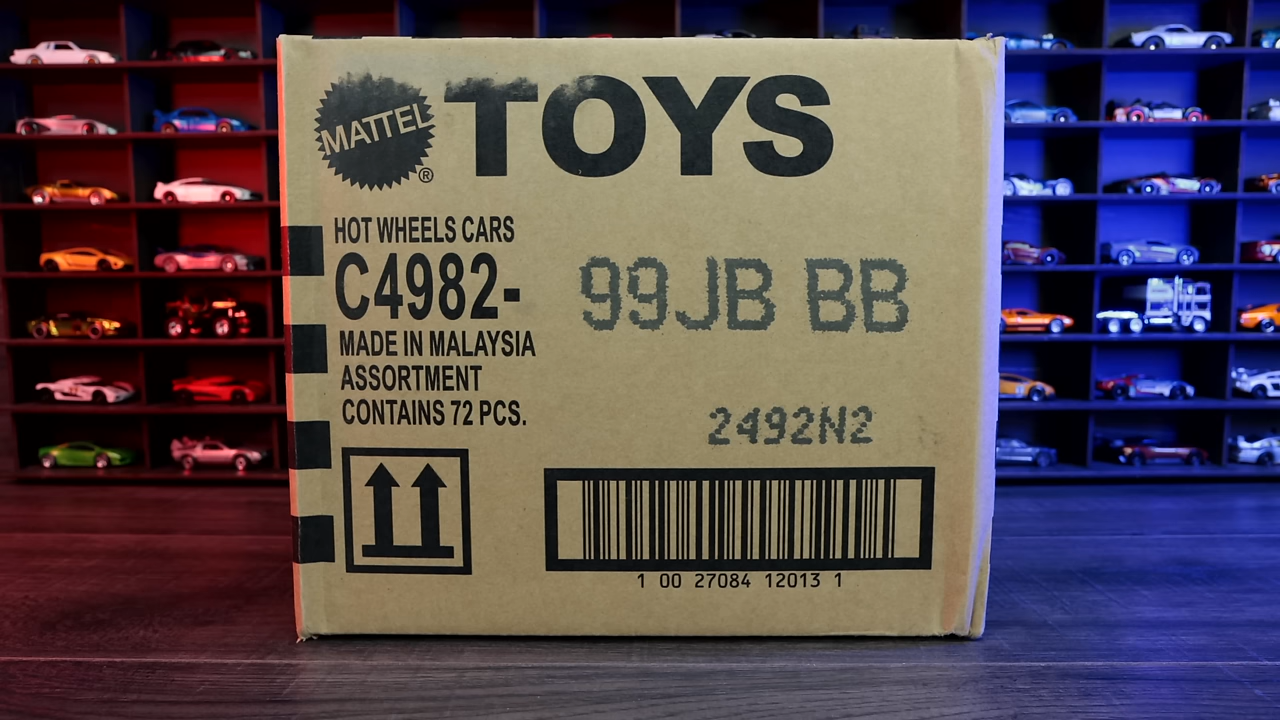 MATTEL® TOYS
HOT WHEELS CARS
C4982- 99JB BB
MADE IN MALAYSIA
ASSORTMENT
CONTAINS 72 PCS.
2492N2
1 00 27084 12013 1